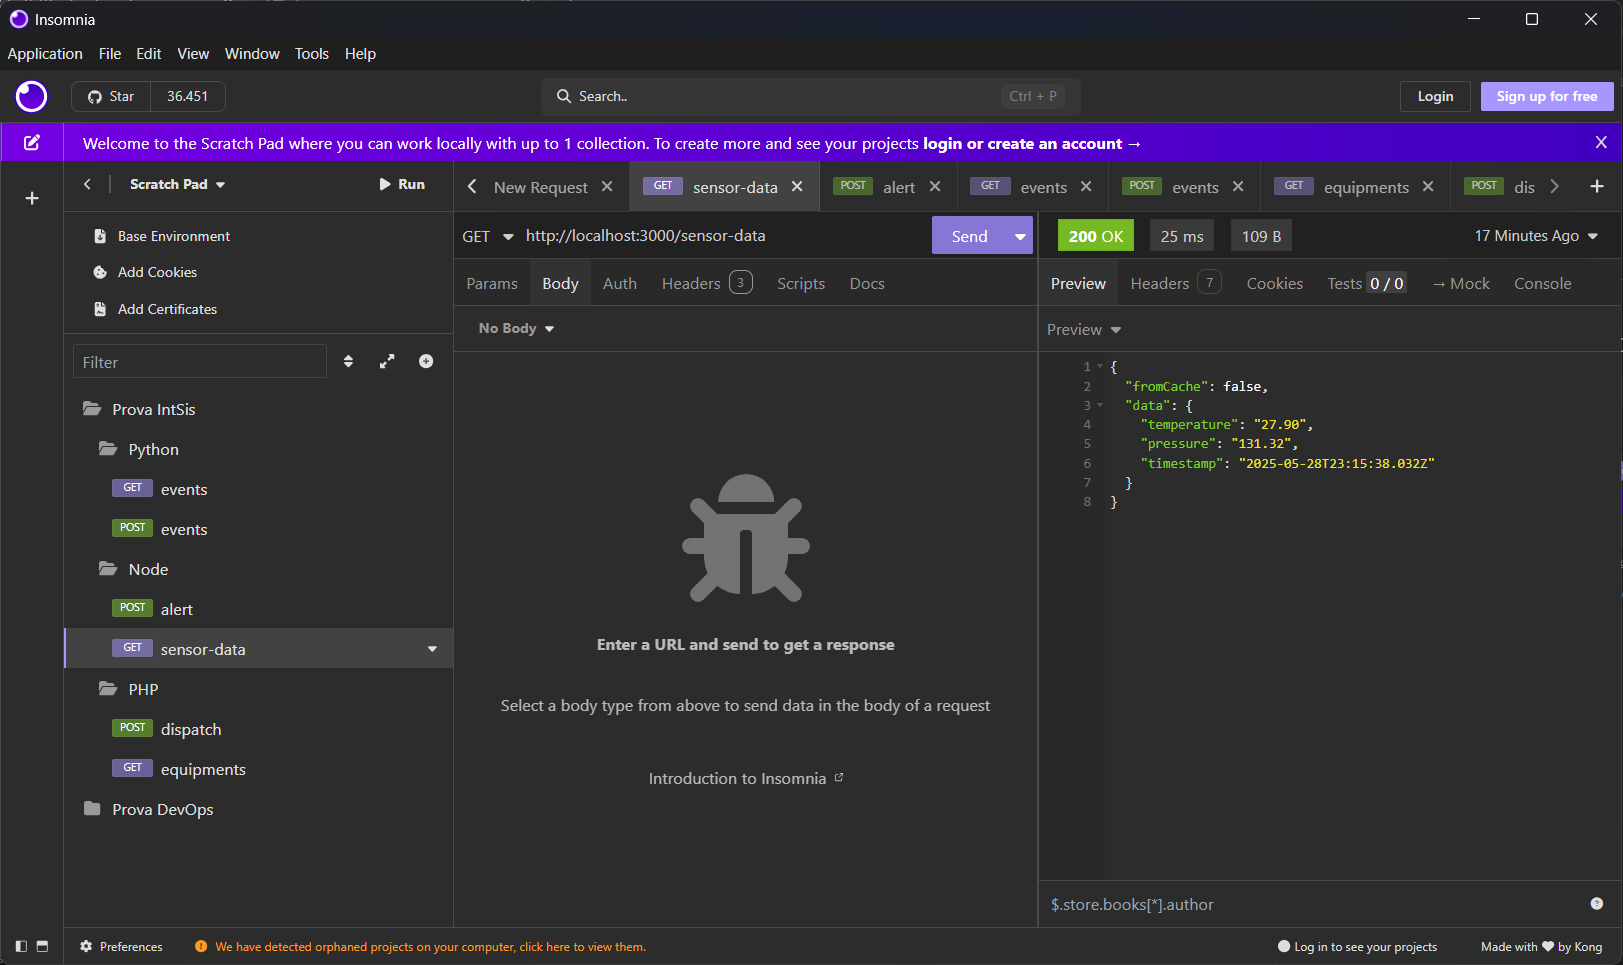 Insomnia
Application File Edit View Window Tools Help
Star 36.451 Search.. Ctrl + P Login Sign up for free
Welcome to the Scratch Pad where you can work locally with up to 1 collection. To create more and see your projects login or create an account → X
Scratch Pad Run
Base Environment
Add Cookies
Add Certificates
Filter
Prova IntSis
Python
GET events
POST events
Node
POST alert
GET sensor-data
PHP
POST dispatch
GET equipments
Prova DevOps
New Request GET sensor-data POST alert GET events POST events GET equipments POST dis
GET http://localhost:3000/sensor-data Send
Params Body Auth Headers 3 Scripts Docs
No Body
Enter a URL and send to get a response
Select a body type from above to send data in the body of a request
Introduction to Insomnia
200 OK 25 ms 109 B 17 Minutes Ago
Preview Headers 7 Cookies Tests 0 / 0 → Mock Console
Preview
1 {
2 "fromCache": false,
3 "data": {
4 "temperature": "27.90",
5 "pressure": "131.32",
6 "timestamp": "2025-05-28T23:15:38.032Z"
7 }
8 }
$.store.books[*].author
Preferences We have detected orphaned projects on your computer, click here to view them. Log in to see your projects Made with ♥ by Kong